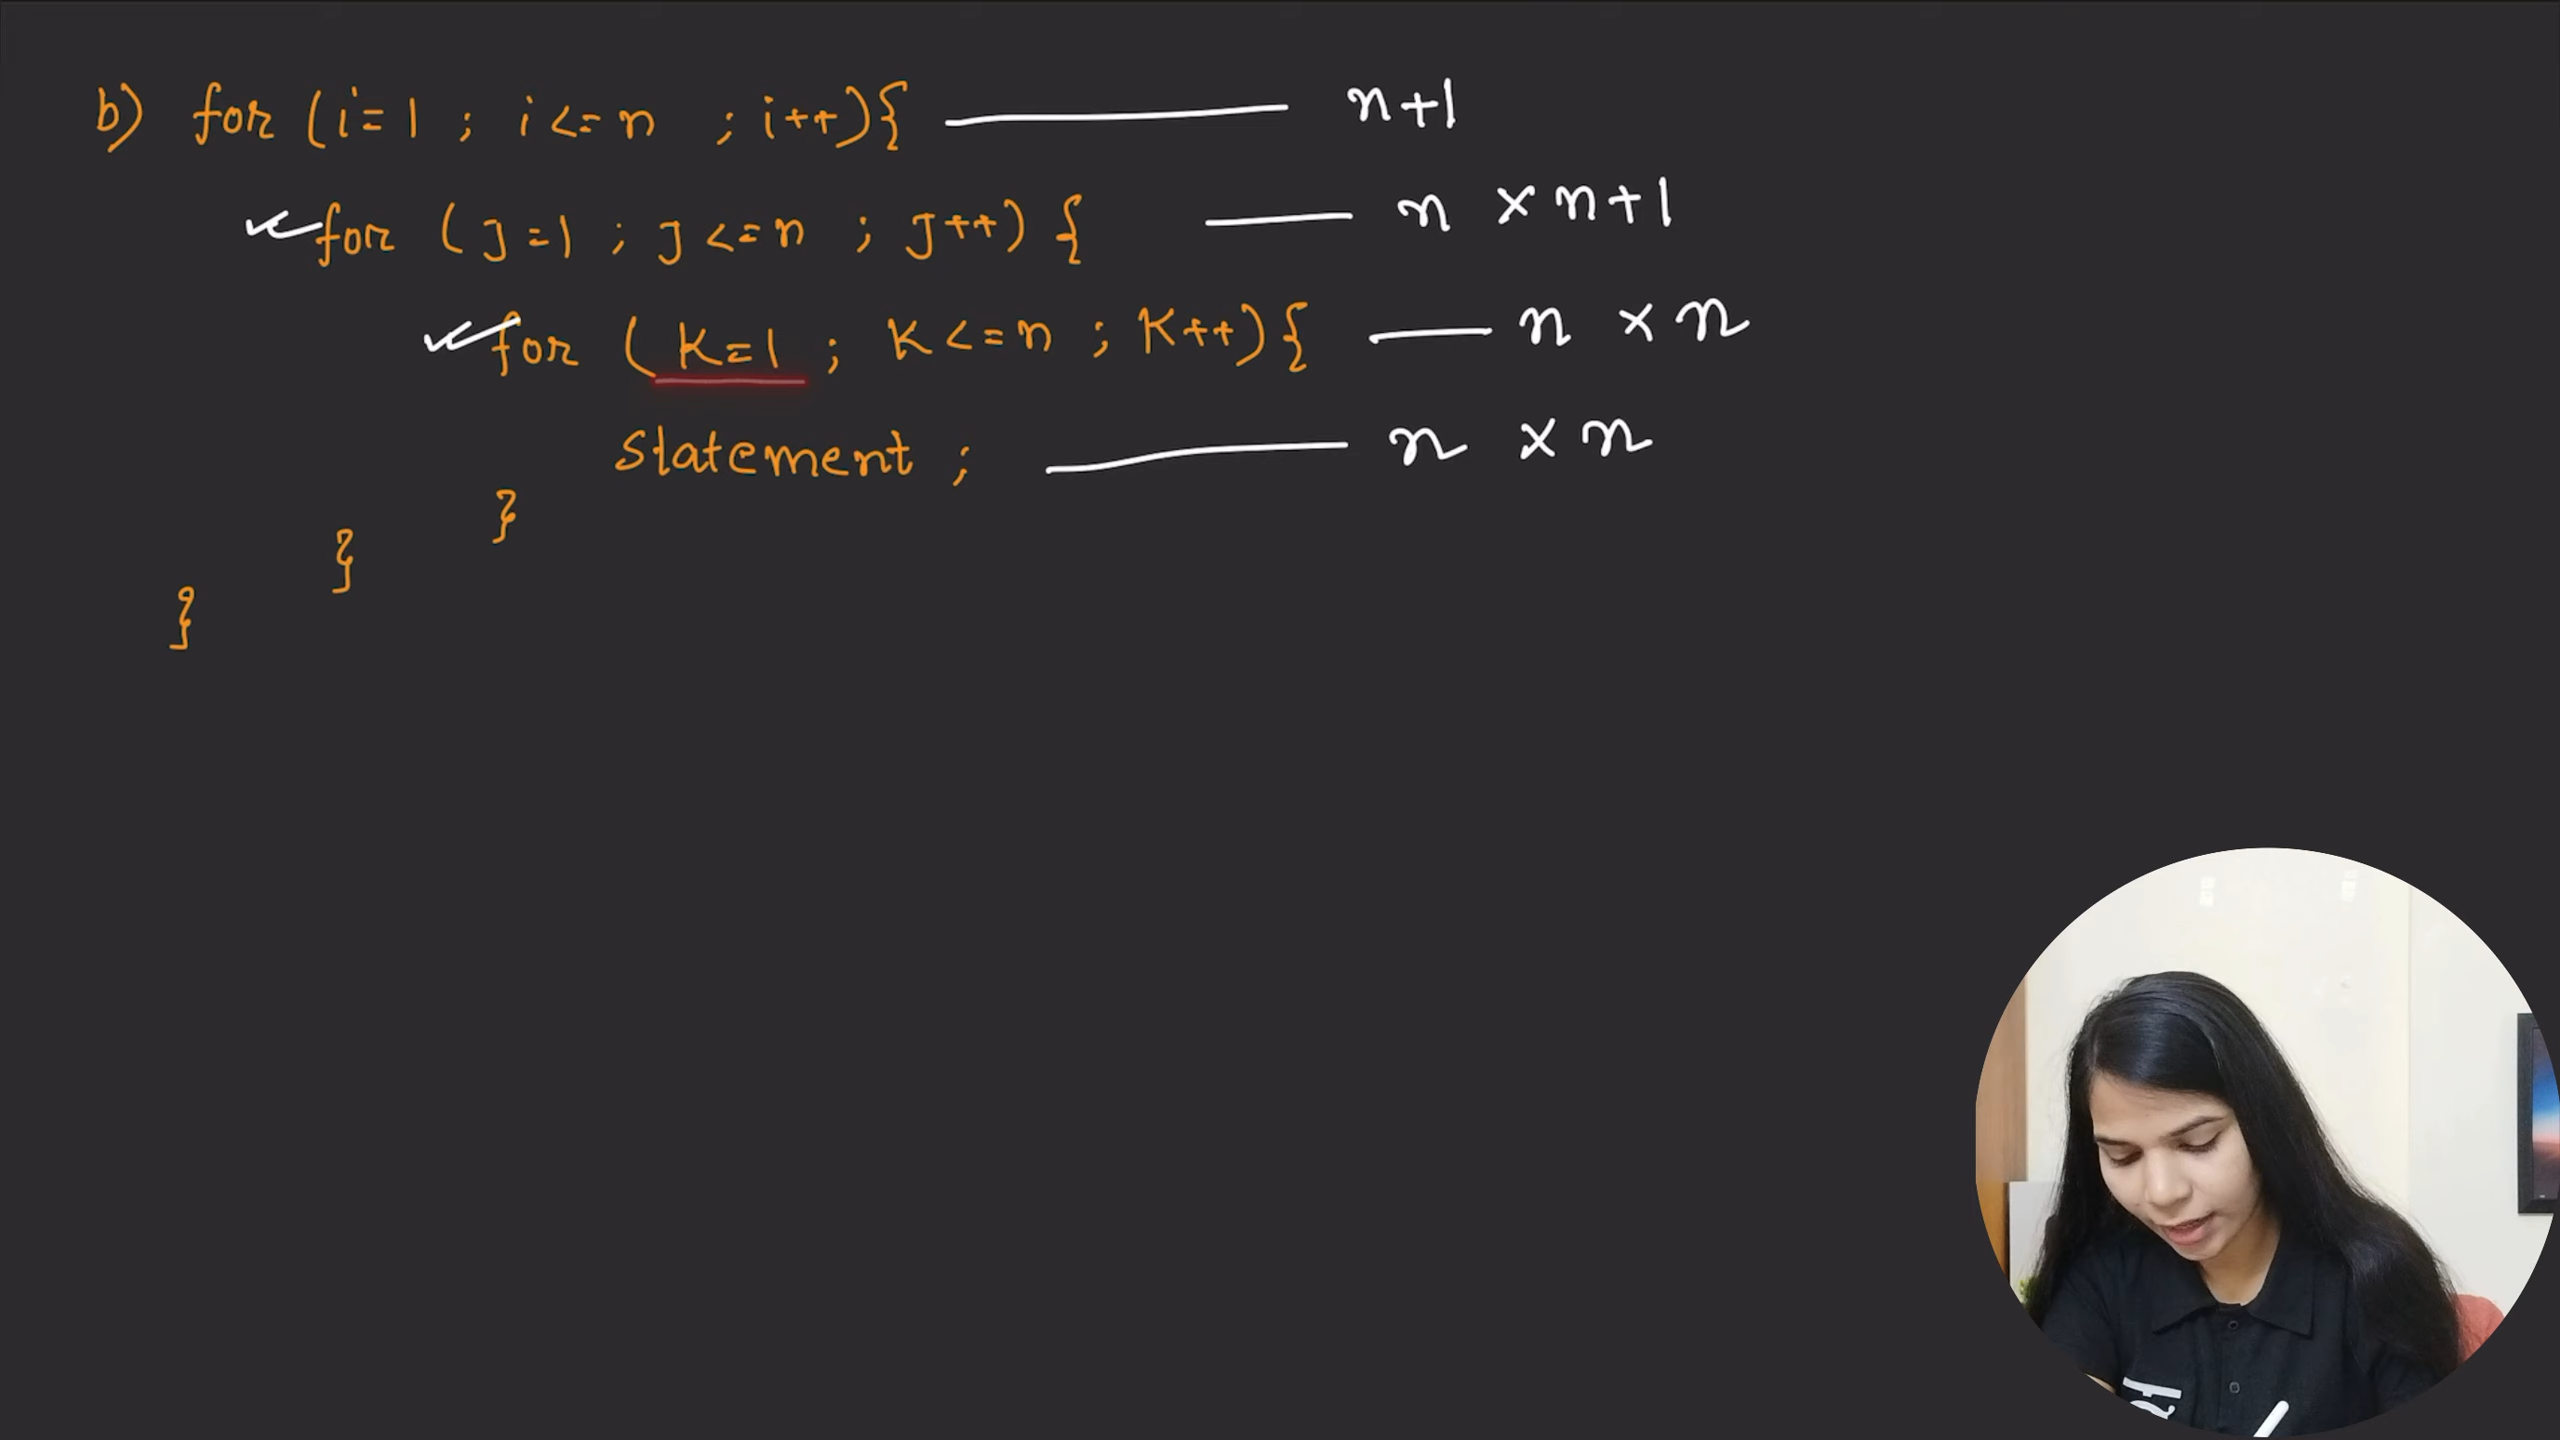 b) for (i=1 ; i<=n ; i++){ ——— n+1
for (j=1 ; j<=n ; j++) { —— n × n+1
for ( K=1 ; K<=n ; K++){ —— n × n
statement ; ——— n × n
}
}
}